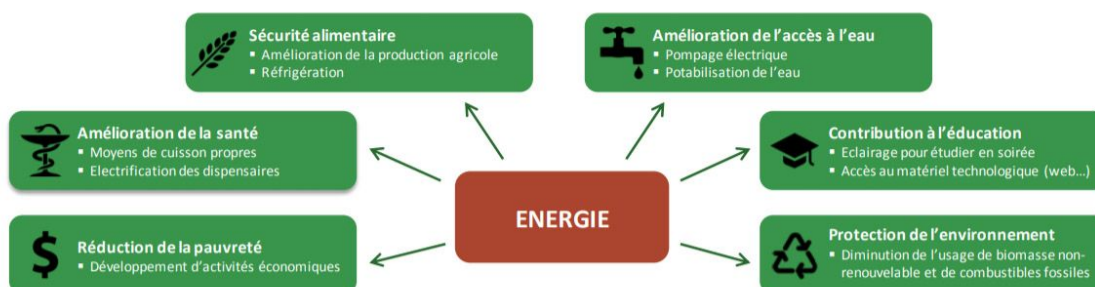 Sécurité alimentaire
▪ Amélioration de la production agricole
▪ Réfrigération
Amélioration de l'accès à l'eau
▪ Pompage électrique
▪ Potabilisation de l'eau
Amélioration de la santé
▪ Moyens de cuisson propres
▪ Electrification des dispensaires
Contribution à l'éducation
▪ Eclairage pour étudier en soirée
▪ Accès au matériel technologique (web...)
ENERGIE
Réduction de la pauvreté
▪ Développement d'activités économiques
Protection de l'environnement
▪ Diminution de l'usage de biomasse non-
renouvelable et de combustibles fossiles